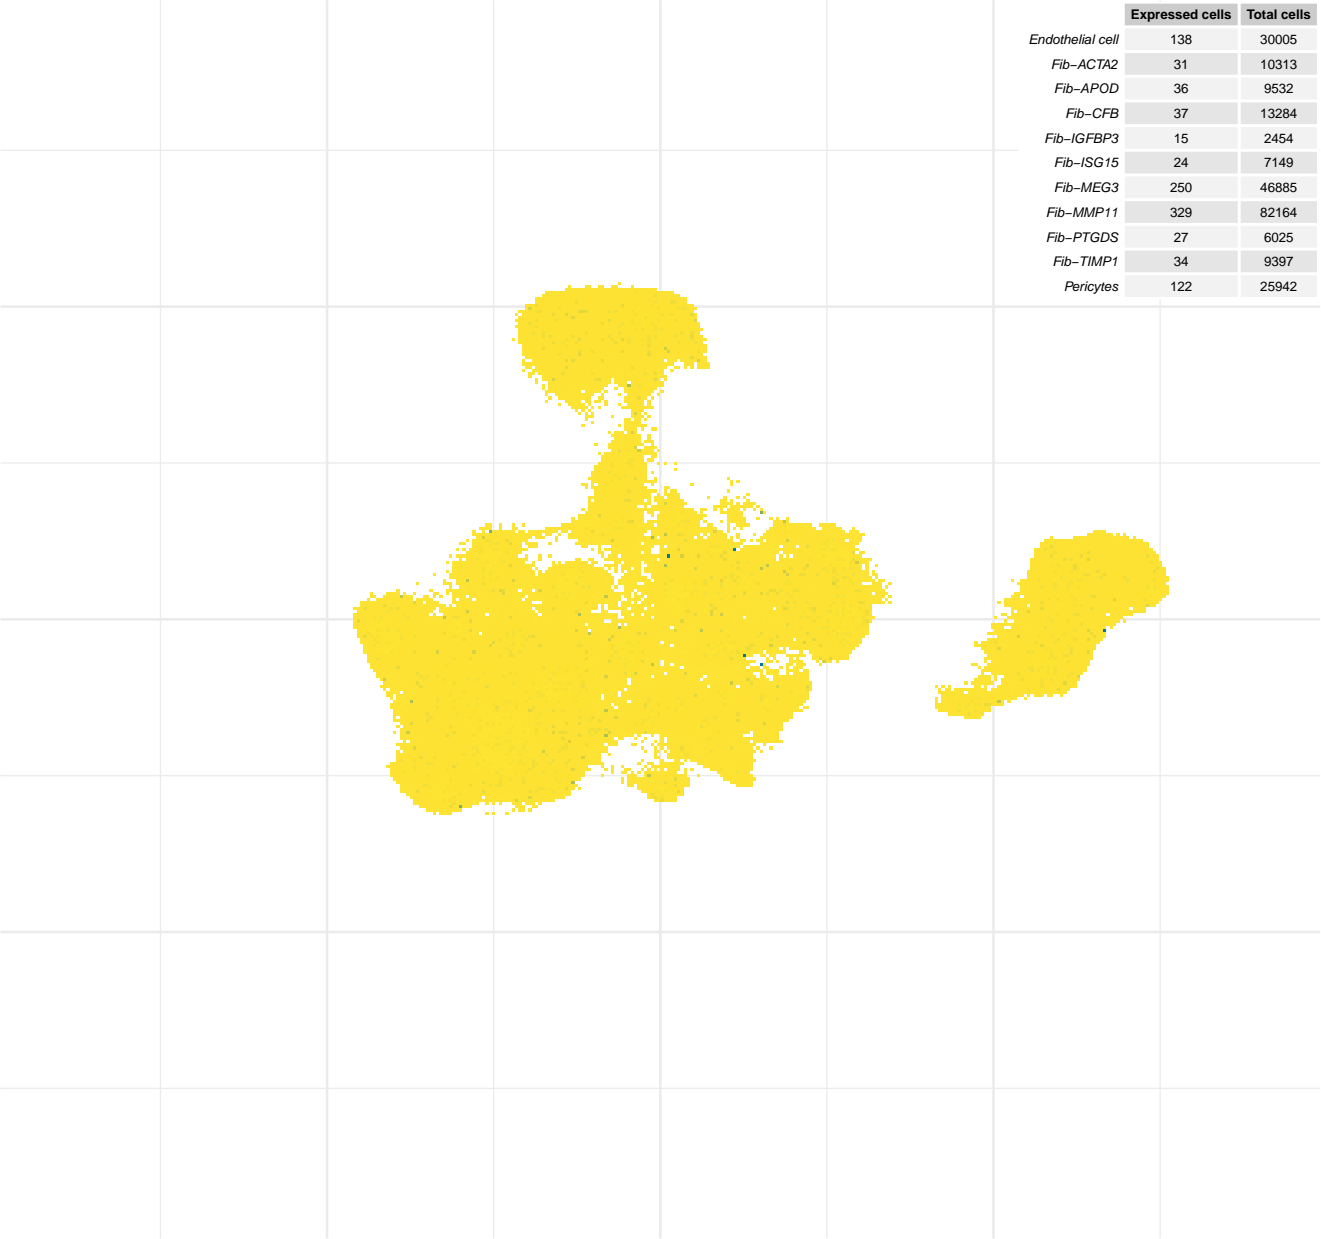 Expressed cells Total cells
Endothelial cell 138 30005
Fib−ACTA2 31 10313
Fib−APOD 36 9532
Fib−CFB 37 13284
Fib−IGFBP3 15 2454
Fib−ISG15 24 7149
Fib−MEG3 250 46885
Fib−MMP11 329 82164
Fib−PTGDS 27 6025
Fib−TIMP1 34 9397
Pericytes 122 25942